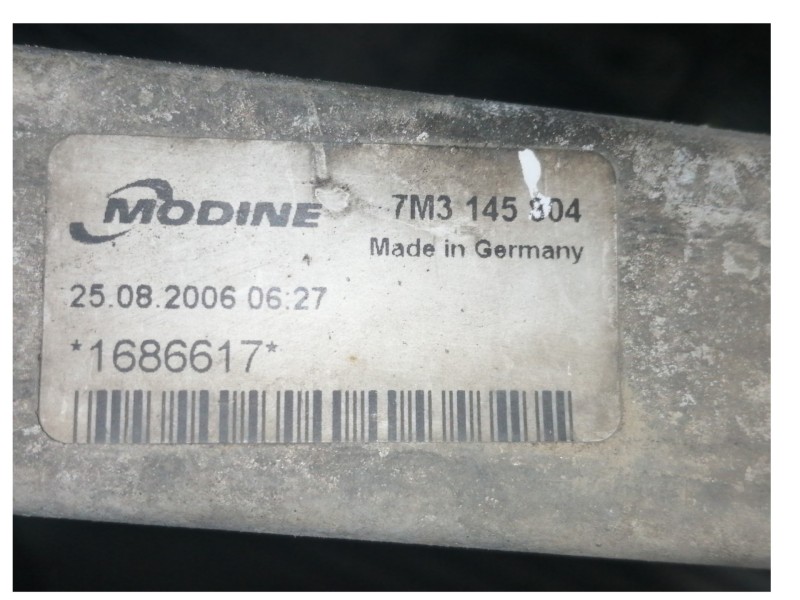 MODINE
7M3 145 804
Made in Germany
25.08.2006 06:27
*1686617*